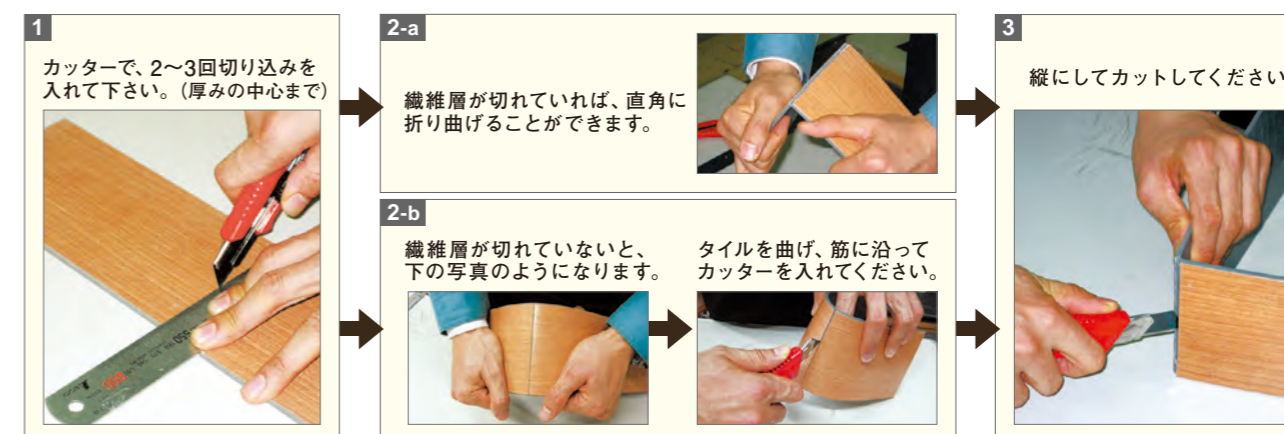 1
カッターで、2〜3回切り込みを
入れて下さい。(厚みの中心まで)
2-a
繊維層が切れていれば、直角に
折り曲げることができます。
2-b
繊維層が切れていないと、
下の写真のようになります。
タイルを曲げ、筋に沿って
カッターを入れてください。
3
縦にしてカットしてください
550
600